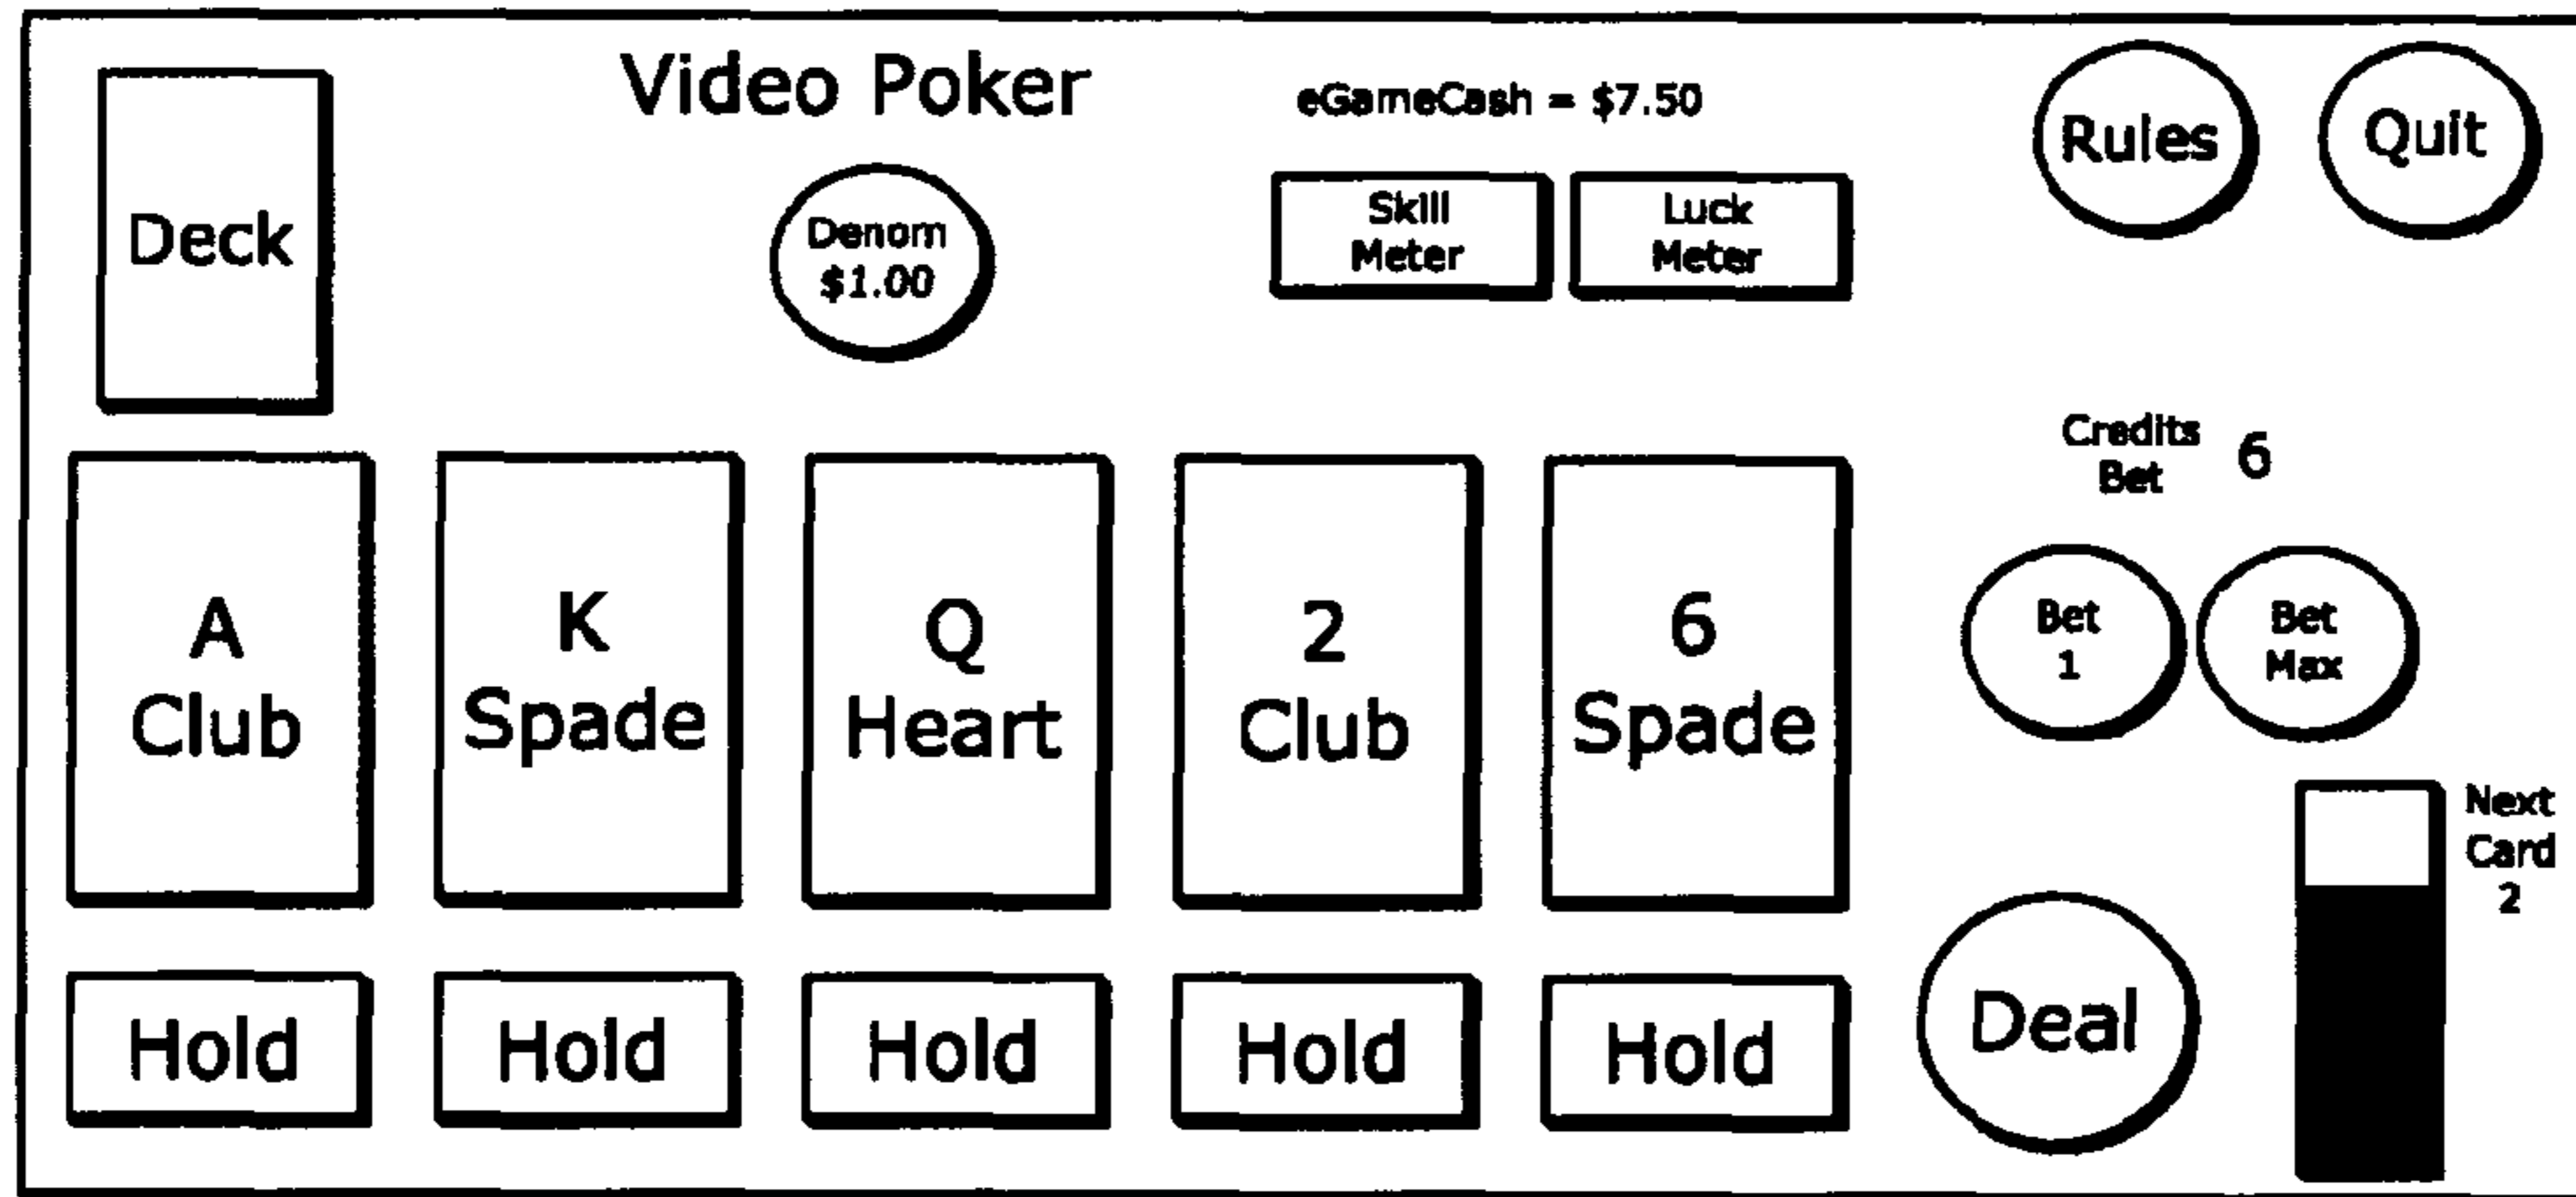 Video Poker
eGameCash = $7.50
Rules
Quit
Deck
Denom
$1.00
Skill
Meter
Luck
Meter
Credits
Bet
6
A
Club
K
Spade
Q
Heart
2
Club
6
Spade
Bet
1
Bet
Max
Next
Card
2
Hold
Hold
Hold
Hold
Hold
Deal